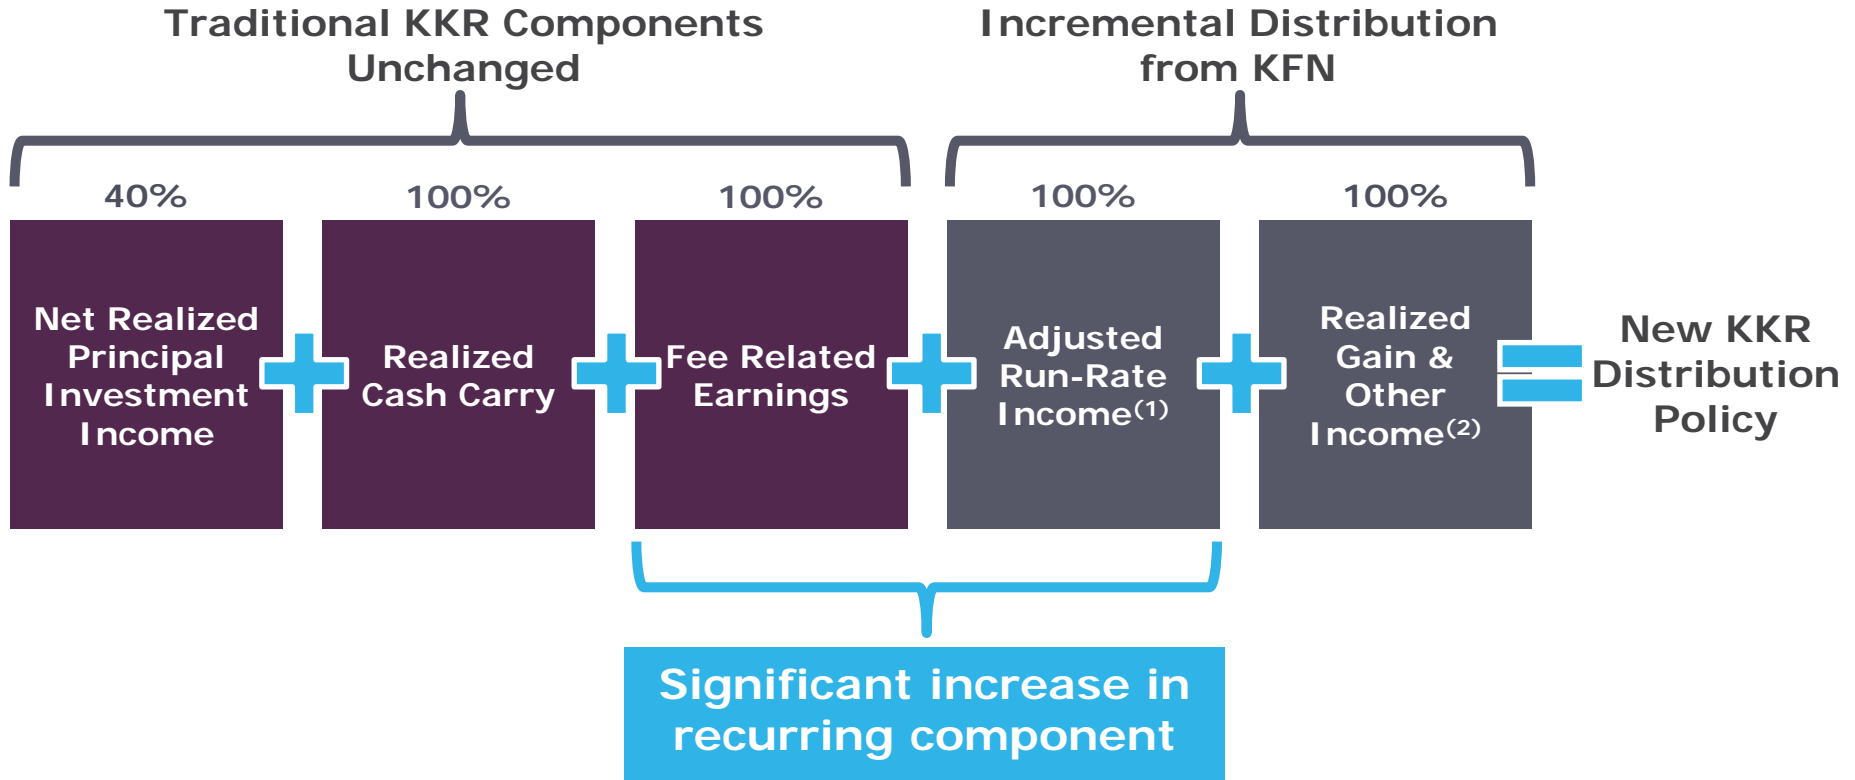 Traditional KKR Components
Unchanged
Incremental Distribution
from KFN
40%
100%
100%
100%
100%
Net Realized
Principal
Investment
Income
Realized
Cash Carry
Fee Related
Earnings
Adjusted
Run-Rate
Income(1)
Realized
Gain &
Other
Income(2)
New KKR
Distribution
Policy
Significant increase in
recurring component